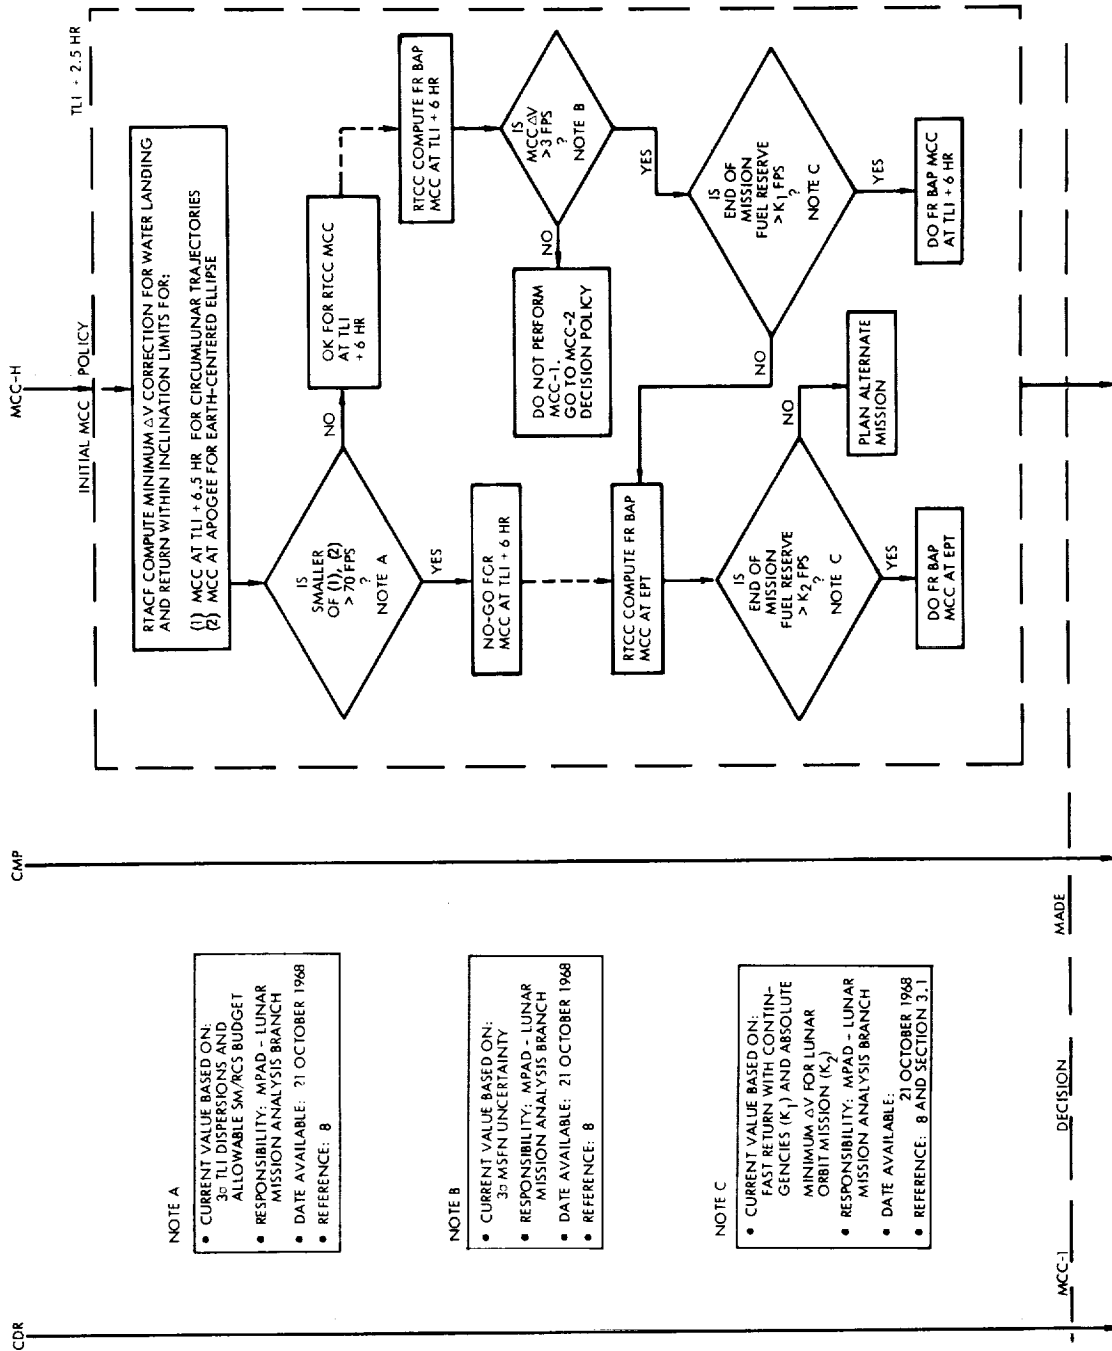 CDR
CMP
MCC-H
NOTE A
• CURRENT VALUE BASED ON:
3σ TLI DISPERSIONS AND
ALLOWABLE SM/RCS BUDGET
• RESPONSIBILITY: MPAD - LUNAR
MISSION ANALYSIS BRANCH
• DATE AVAILABLE: 21 OCTOBER 1968
• REFERENCE: 8
NOTE B
• CURRENT VALUE BASED ON:
3σ MSFN UNCERTAINTY
• RESPONSIBILITY: MPAD - LUNAR
MISSION ANALYSIS BRANCH
• DATE AVAILABLE: 21 OCTOBER 1968
• REFERENCE: 8
NOTE C
• CURRENT VALUE BASED ON:
FAST RETURN WITH CONTIN-
GENCIES (K1) AND ABSOLUTE
MINIMUM ΔV FOR LUNAR
ORBIT MISSION (K2)
• RESPONSIBILITY: MPAD - LUNAR
MISSION ANALYSIS BRANCH
• DATE AVAILABLE:
21 OCTOBER 1968
• REFERENCE: 8 AND SECTION 3.1
INITIAL MCC POLICY
TLI + 2.5 HR
RTACF COMPUTE MINIMUM ΔV CORRECTION FOR WATER LANDING
AND RETURN WITHIN INCLINATION LIMITS FOR:
(1) MCC AT TLI + 6.5 HR FOR CIRCUMLUNAR TRAJECTORIES
(2) MCC AT APOGEE FOR EARTH-CENTERED ELLIPSE
IS
SMALLER
OF (1), (2)
> 70 FPS
?
NOTE A
NO
YES
OK FOR RTCC MCC
AT TLI
+ 6 HR
RTCC COMPUTE FR BAP
MCC AT TLI + 6 HR
NO-GO FOR
MCC AT TLI + 6 HR
IS
MCC ΔV
>3 FPS
?
NOTE B
NO
YES
DO NOT PERFORM
MCC-1.
GO TO MCC-2
DECISION POLICY
RTCC COMPUTE FR BAP
MCC AT EPT
IS
END OF
MISSION
FUEL RESERVE
> K1 FPS
?
NOTE C
NO
YES
IS
END OF
MISSION
FUEL RESERVE
> K2 FPS
?
NOTE C
NO
YES
PLAN ALTERNATE
MISSION
DO FR BAP
MCC AT EPT
DO FR BAP MCC
AT TLI + 6 HR
MCC-1 DECISION MADE